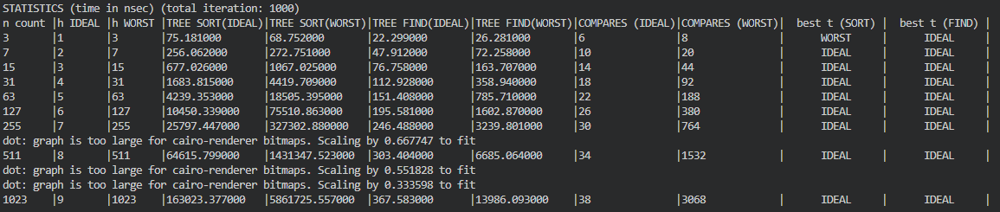 STATISTICS (time in nsec) (total iteration: 1000)
n count |h IDEAL |h WORST |TREE SORT(IDEAL)|TREE SORT(WORST)|TREE FIND(IDEAL)|TREE FIND(WORST)|COMPARES (IDEAL)|COMPARES (WORST)| best t (SORT) | best t (FIND) |
3 |1 |3 |75.181000 |68.752000 |22.299000 |26.281000 |6 |8 | WORST | IDEAL |
7 |2 |7 |256.062000 |272.751000 |47.912000 |72.258000 |10 |20 | IDEAL | IDEAL |
15 |3 |15 |677.026000 |1067.025000 |76.758000 |163.707000 |14 |44 | IDEAL | IDEAL |
31 |4 |31 |1683.815000 |4419.709000 |112.928000 |358.940000 |18 |92 | IDEAL | IDEAL |
63 |5 |63 |4239.353000 |18505.395000 |151.408000 |785.710000 |22 |188 | IDEAL | IDEAL |
127 |6 |127 |10450.339000 |75510.863000 |195.581000 |1602.870000 |26 |380 | IDEAL | IDEAL |
255 |7 |255 |25797.447000 |327302.880000 |246.488000 |3239.801000 |30 |764 | IDEAL | IDEAL |
dot: graph is too large for cairo-renderer bitmaps. Scaling by 0.667747 to fit
511 |8 |511 |64615.799000 |1431347.523000 |303.404000 |6685.064000 |34 |1532 | IDEAL | IDEAL |
dot: graph is too large for cairo-renderer bitmaps. Scaling by 0.551828 to fit
dot: graph is too large for cairo-renderer bitmaps. Scaling by 0.333598 to fit
1023 |9 |1023 |163023.377000 |5861725.557000 |367.583000 |13986.093000 |38 |3068 | IDEAL | IDEAL |